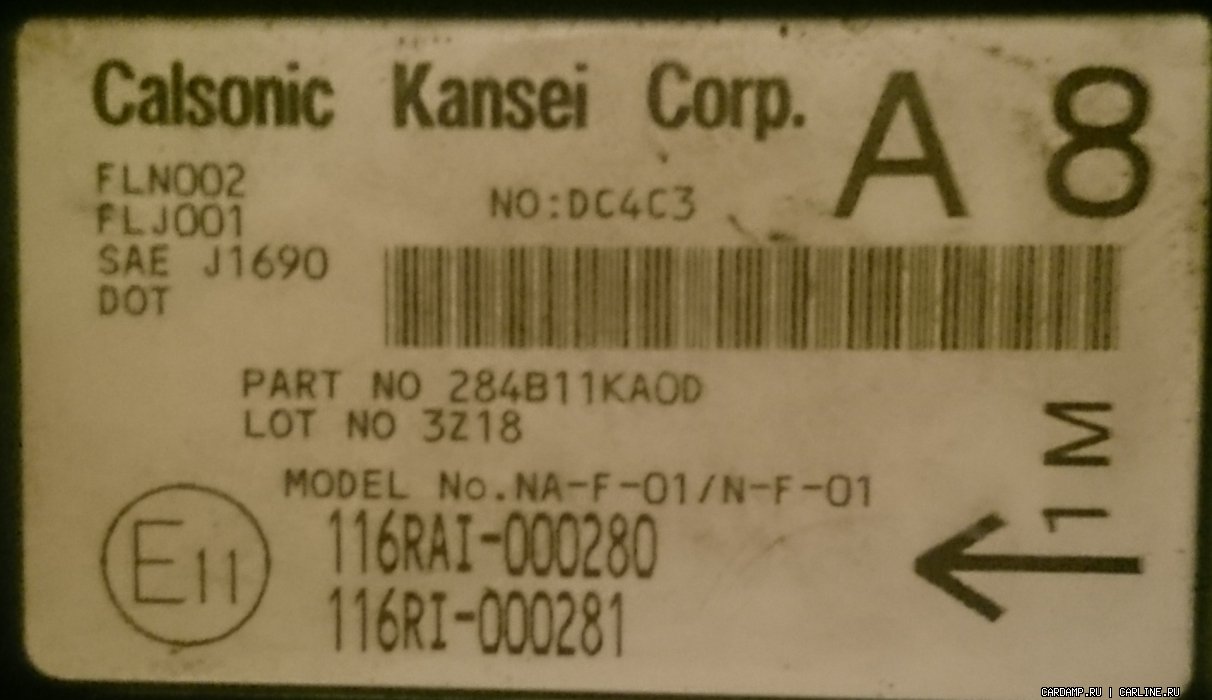 Calsonic Kansei Corp.
A 8
FLN002
FLJ001
SAE J1690
DOT
NO:DC4C3
PART NO 284B11KA0D
LOT NO 3Z18
MODEL No.NA-F-01/N-F-01
116RAI-000280
116RI-000281
E11
1M
CARDAMP.RU | CARLINE.RU